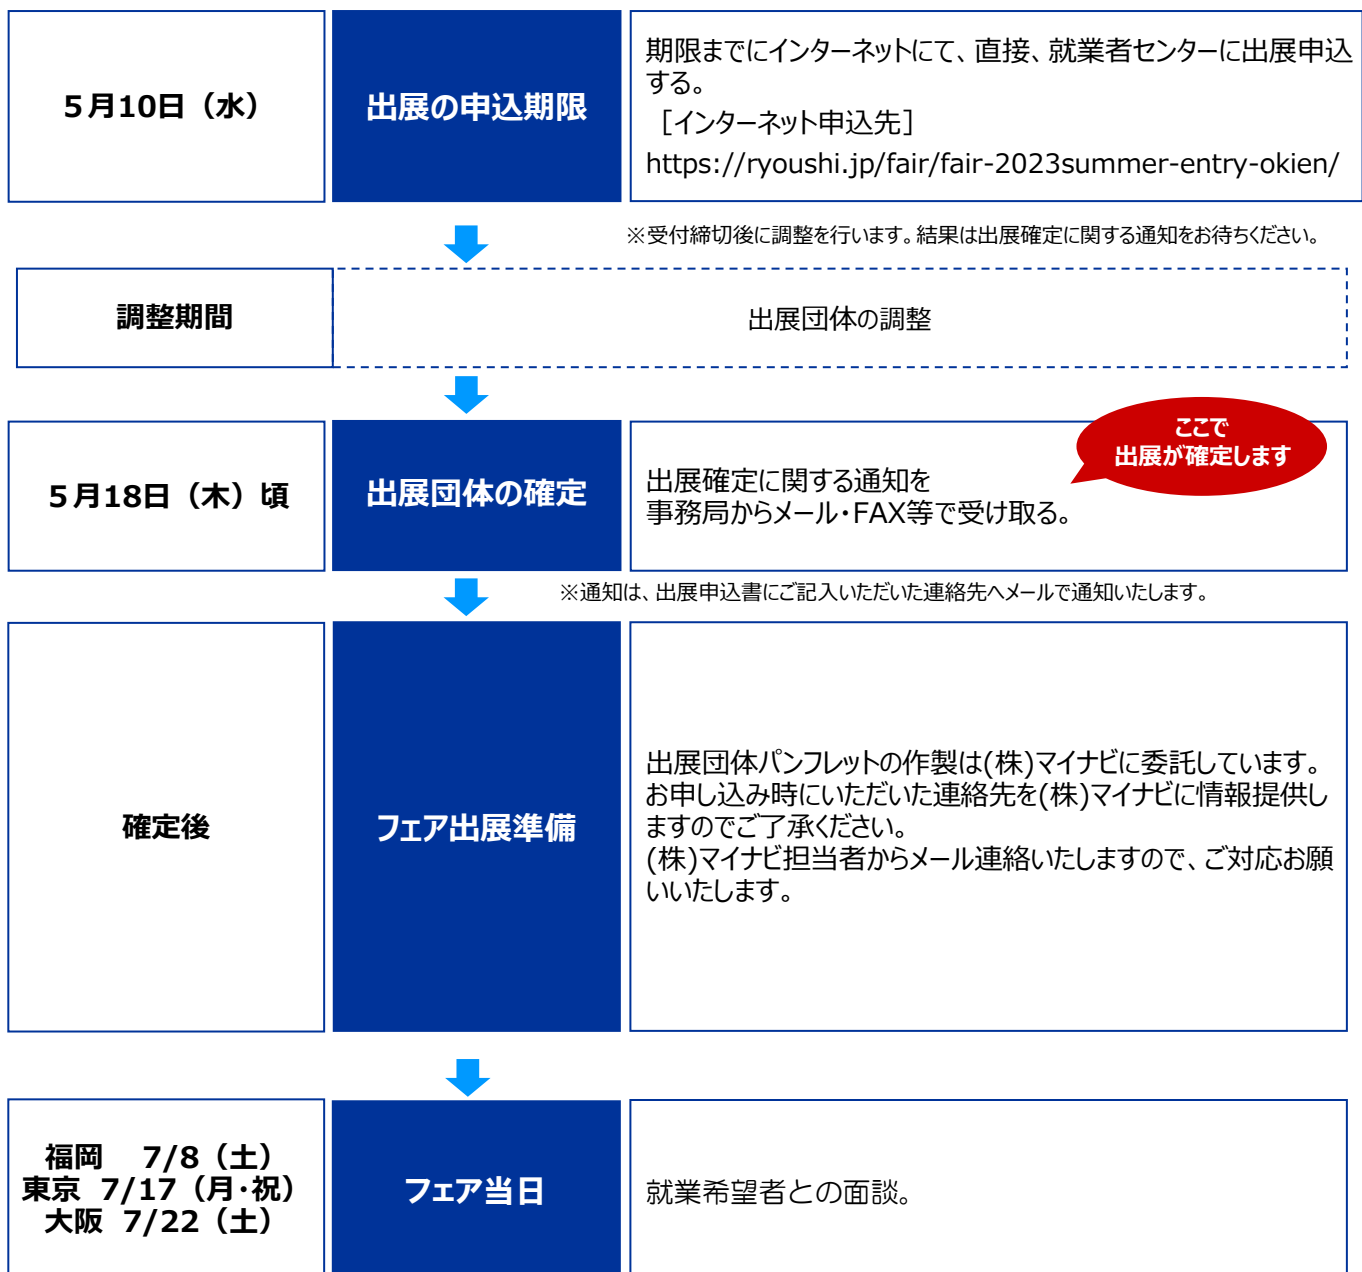 ５月10日（水）
出展の申込期限
期限までにインターネットにて、直接、就業者センターに出展申込
する。
［インターネット申込先］
https://ryoushi.jp/fair/fair-2023summer-entry-okien/
※受付締切後に調整を行います。結果は出展確定に関する通知をお待ちください。
調整期間
出展団体の調整
５月18日（木）頃
出展団体の確定
ここで
出展が確定します
出展確定に関する通知を
事務局からメール・FAX等で受け取る。
※通知は、出展申込書にご記入いただいた連絡先へメールで通知いたします。
確定後
フェア出展準備
出展団体パンフレットの作製は(株)マイナビに委託しています。
お申し込み時にいただいた連絡先を(株)マイナビに情報提供し
ますのでご了承ください。
(株)マイナビ担当者からメール連絡いたしますので、ご対応お願
いいたします。
福岡　7/8（土）
東京 7/17（月・祝）
大阪 7/22（土）
フェア当日
就業希望者との面談。